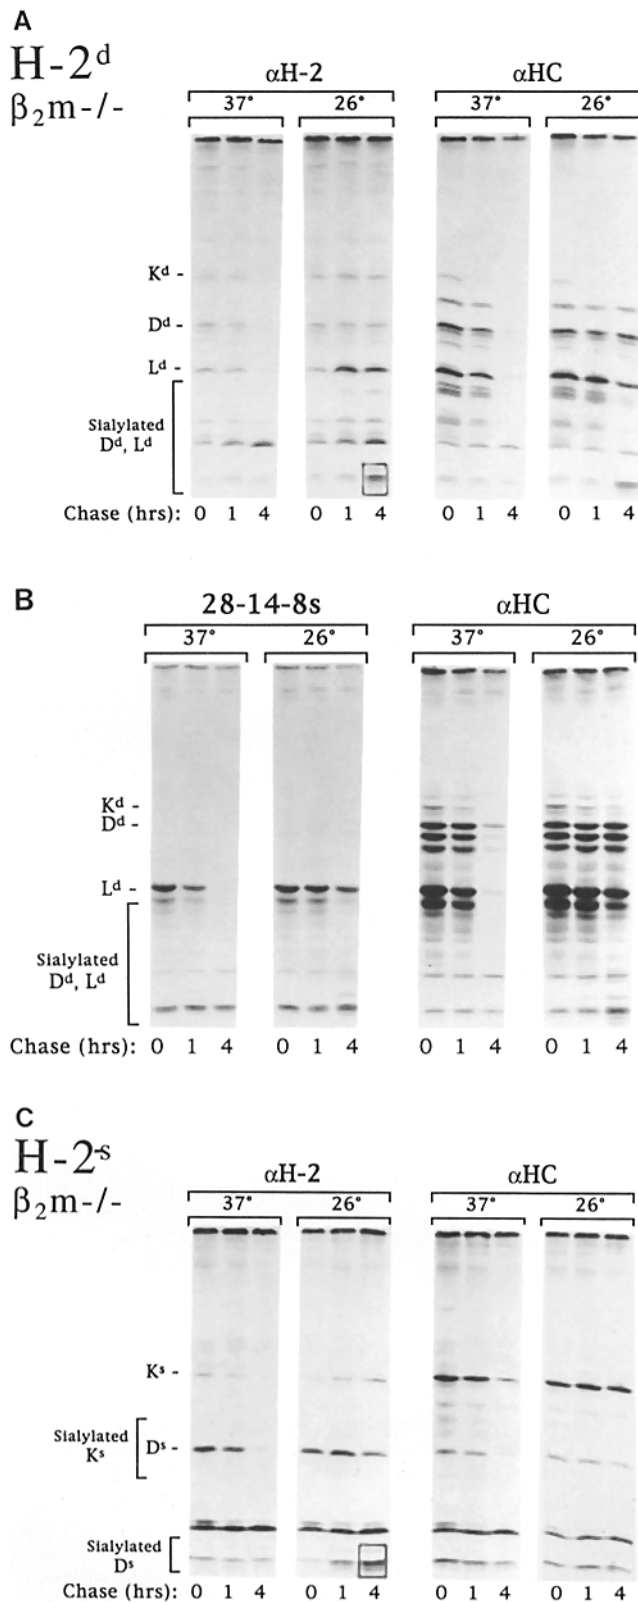 A
H-2ᵈ
β₂m-/-
αH-2 αHC
37° 26° 37° 26°
Kᵈ -
Dᵈ -
Lᵈ -
Sialylated
Dᵈ, Lᵈ
Chase (hrs): 0 1 4 0 1 4 0 1 4 0 1 4
B
28-14-8s αHC
37° 26° 37° 26°
Kᵈ -
Dᵈ -
Lᵈ -
Sialylated
Dᵈ, Lᵈ
Chase (hrs): 0 1 4 0 1 4 0 1 4 0 1 4
C
H-2ˢ
β₂m-/-
αH-2 αHC
37° 26° 37° 26°
Kˢ -
Sialylated
Kˢ
Dˢ -
Sialylated
Dˢ
Chase (hrs): 0 1 4 0 1 4 0 1 4 0 1 4